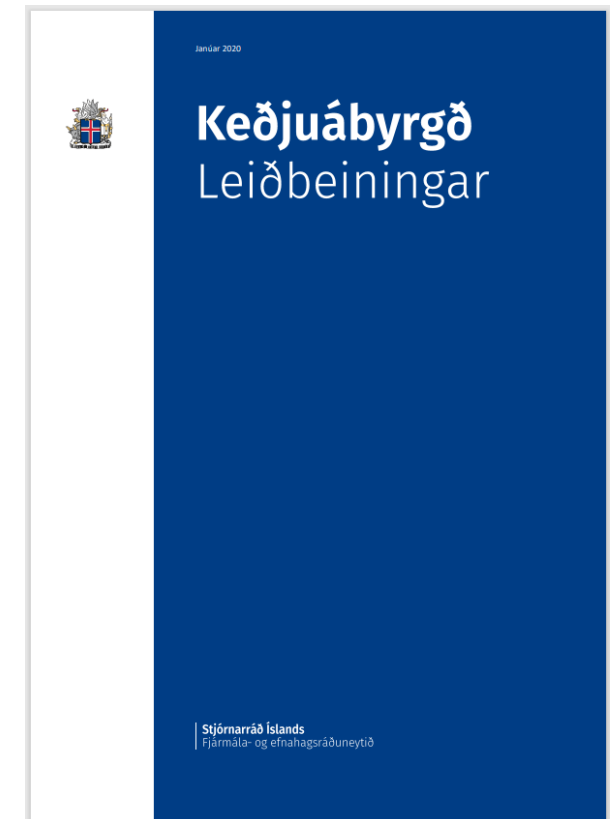 Janúar 2020
Keðjuábyrgð
Leiðbeiningar
Stjórnarráð Íslands
Fjármála- og efnahagsráðuneytið